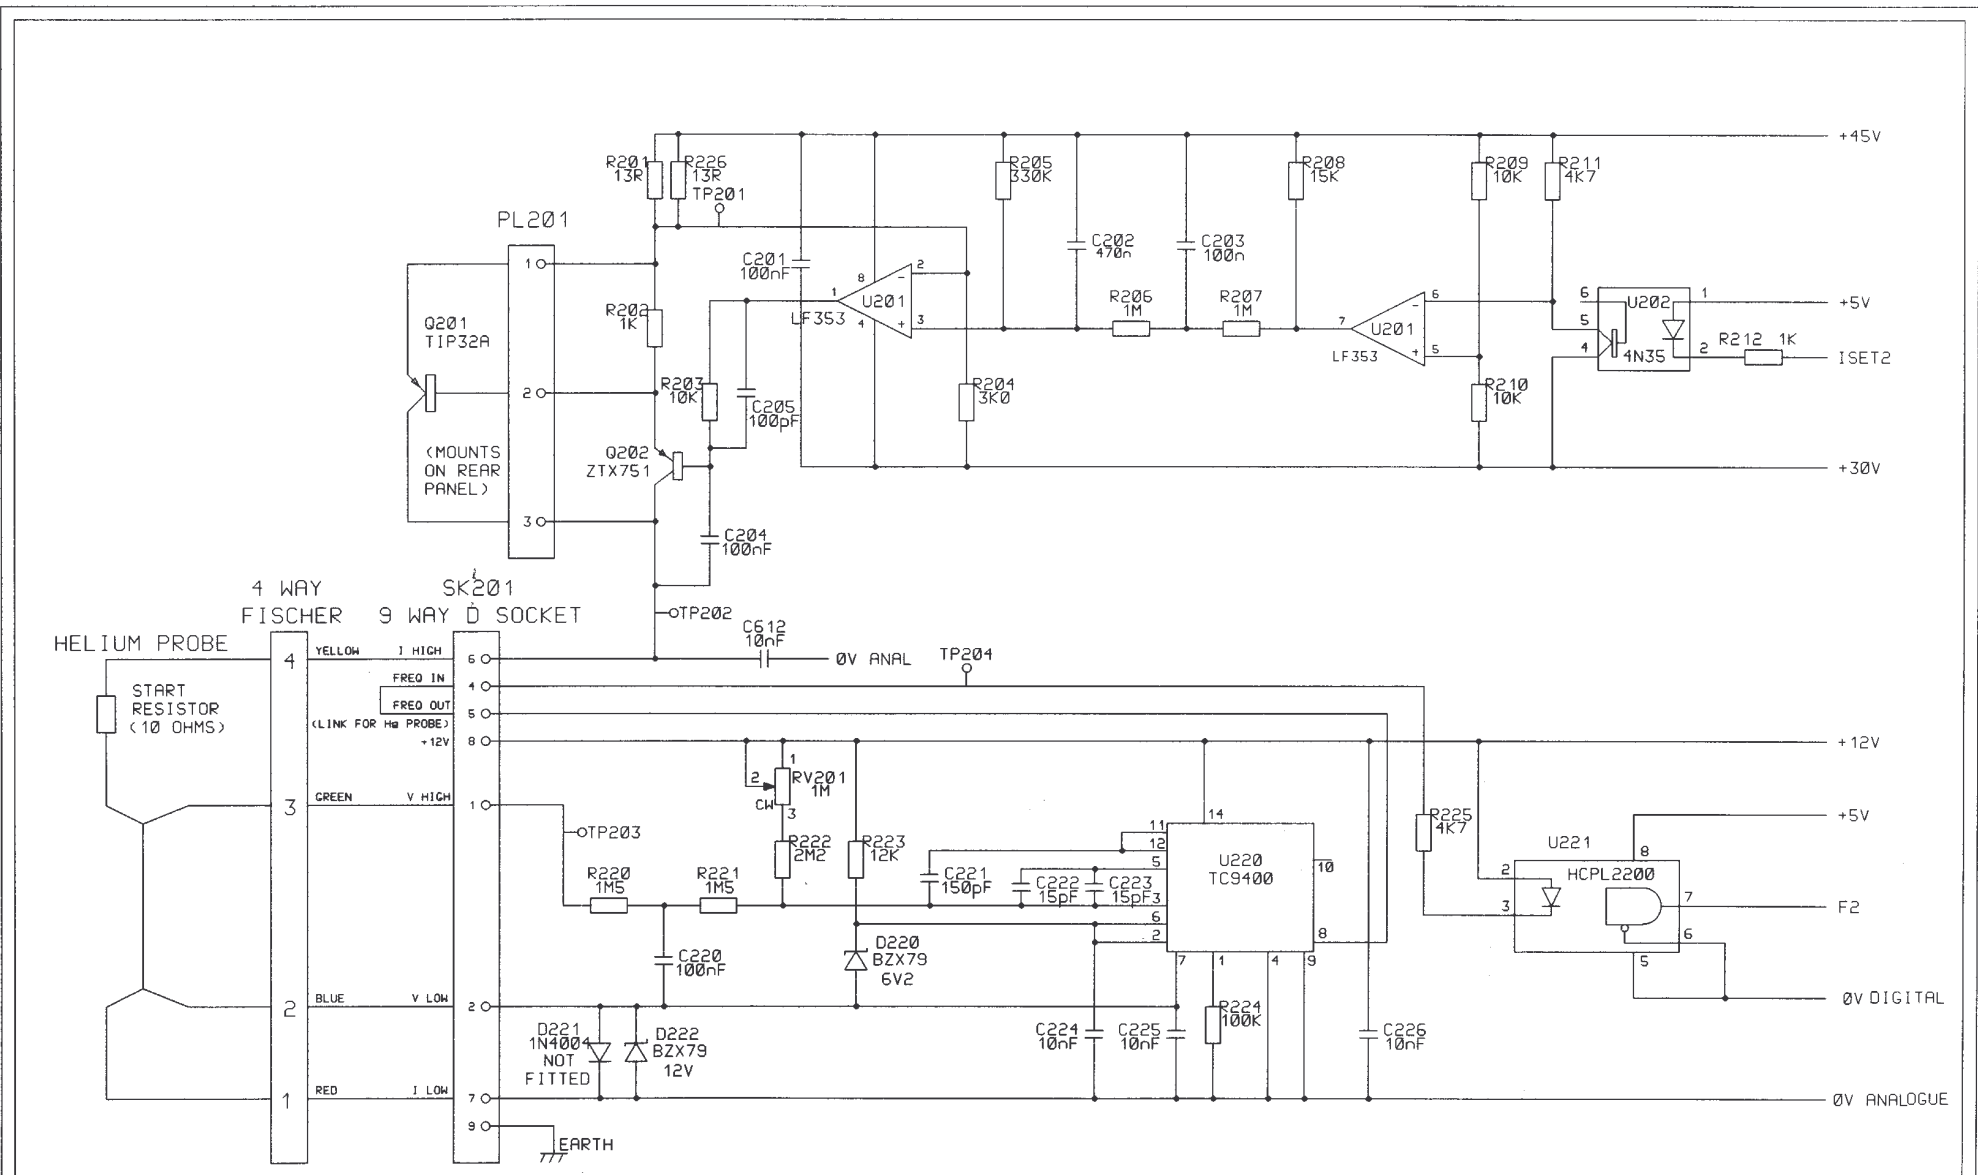 +45V
R201
13R
R226
13R
TP201
R205
330K
R208
15K
R209
10K
R211
4K7
PL201
C201
100nF
C202
470n
C203
100n
1
2
3
Q201
TIP32A
(MOUNTS
ON REAR
PANEL)
R202
1K
R203
10K
C205
100pF
Q202
ZTX751
C204
100nF
8
1
4
2
3
-
+
U201
LF353
R204
3K0
R206
1M
R207
1M
7
6
5
-
+
U201
LF353
R210
10K
6
5
4
U202
4N35
1
2
R212 1K
+5V
ISET2
+30V
4 WAY
FISCHER
SK201
9 WAY D SOCKET
TP202
C612
10nF
0V ANAL
TP204
HELIUM PROBE
START
RESISTOR
(10 OHMS)
4
YELLOW
I HIGH
6
FREQ IN
4
FREQ OUT
5
(LINK FOR He PROBE)
+12V
8
+12V
3
GREEN
V HIGH
1
TP203
1
2
3
CW
RV201
1M
R222
2M2
R223
12K
R220
1M5
R221
1M5
C221
150pF
C222
15pF
C223
15pF
11
12
5
3
6
2
14
10
8
7
1
4
9
U220
TC9400
R225
4K7
U221
HCPL2200
2
3
8
7
6
5
+5V
F2
0V DIGITAL
C220
100nF
D220
BZX79
6V2
2
BLUE
V LOW
2
D221
1N4004
NOT
FITTED
D222
BZX79
12V
C224
10nF
C225
10nF
R224
100K
C226
10nF
1
RED
I LOW
7
0V ANALOGUE
9
EARTH